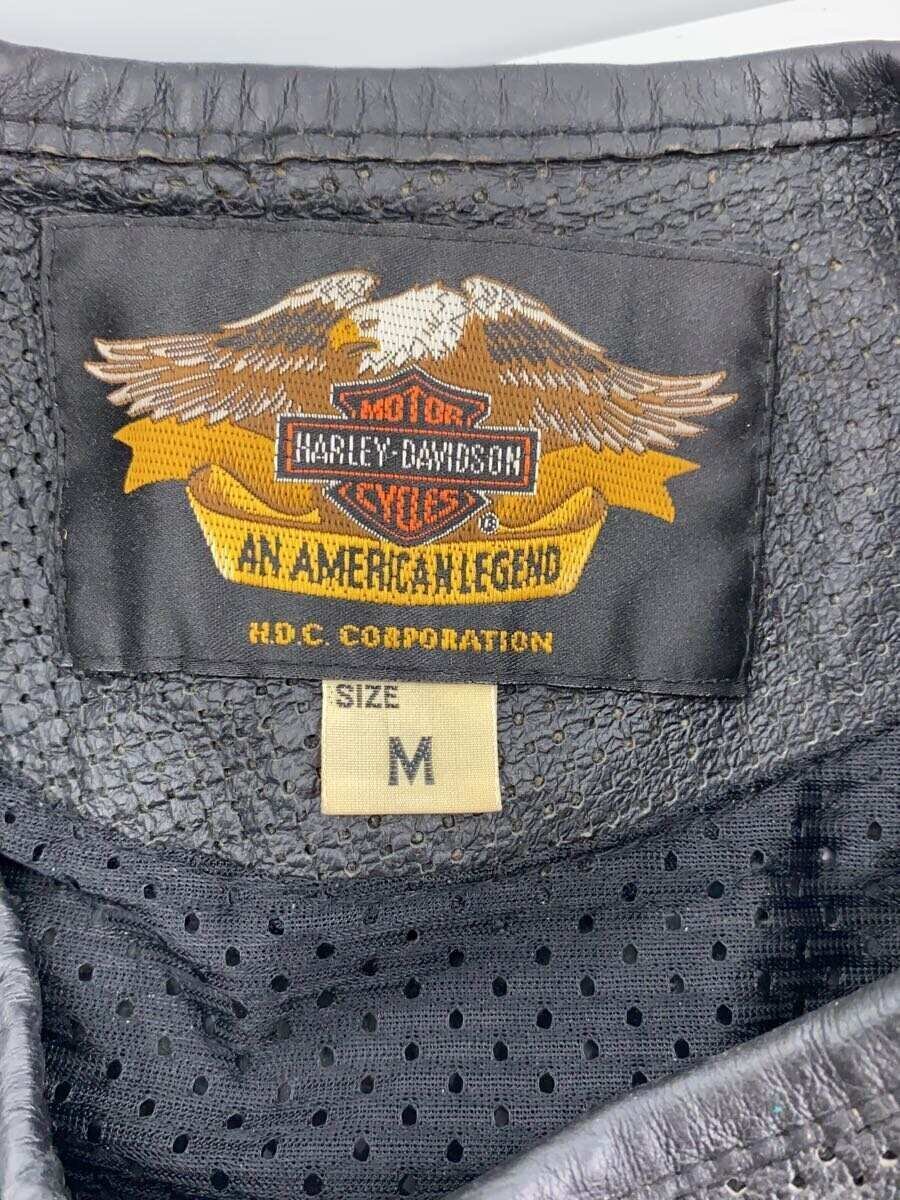 MOTOR
HARLEY-DAVIDSON
CYCLES
®
AN AMERICAN LEGEND
H.D.C. CORPORATION
SIZE
M